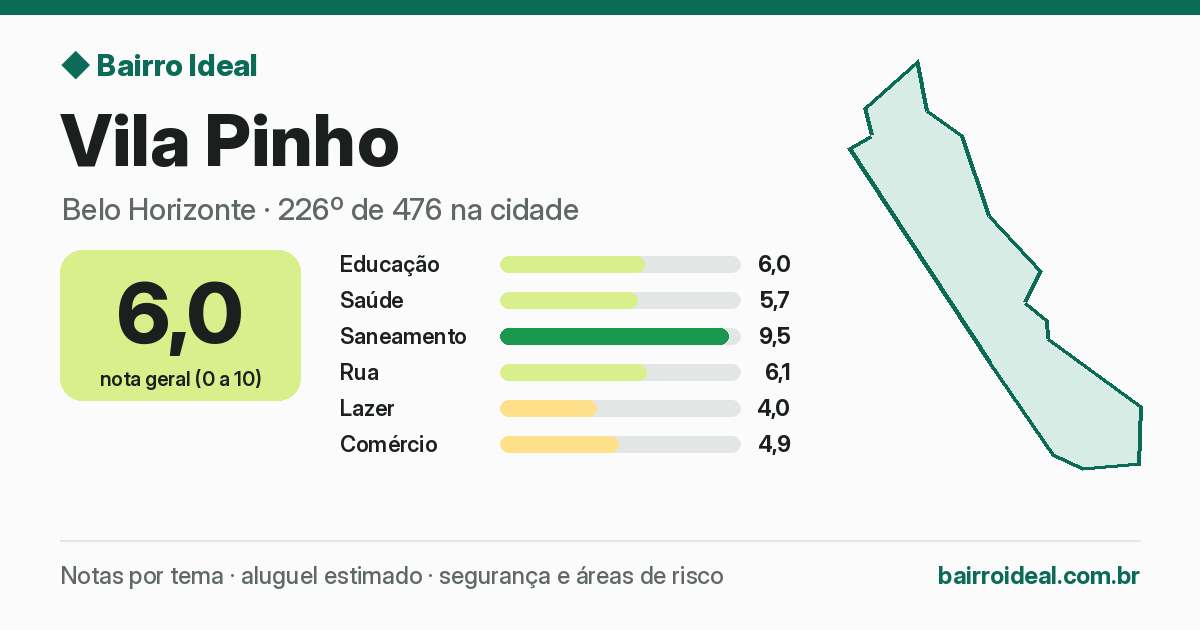 Bairro Ideal
Vila Pinho
Belo Horizonte · 226º de 476 na cidade
6,0
nota geral (0 a 10)
Educação 6,0
Saúde 5,7
Saneamento 9,5
Rua 6,1
Lazer 4,0
Comércio 4,9
Notas por tema · aluguel estimado · segurança e áreas de risco
bairroideal.com.br